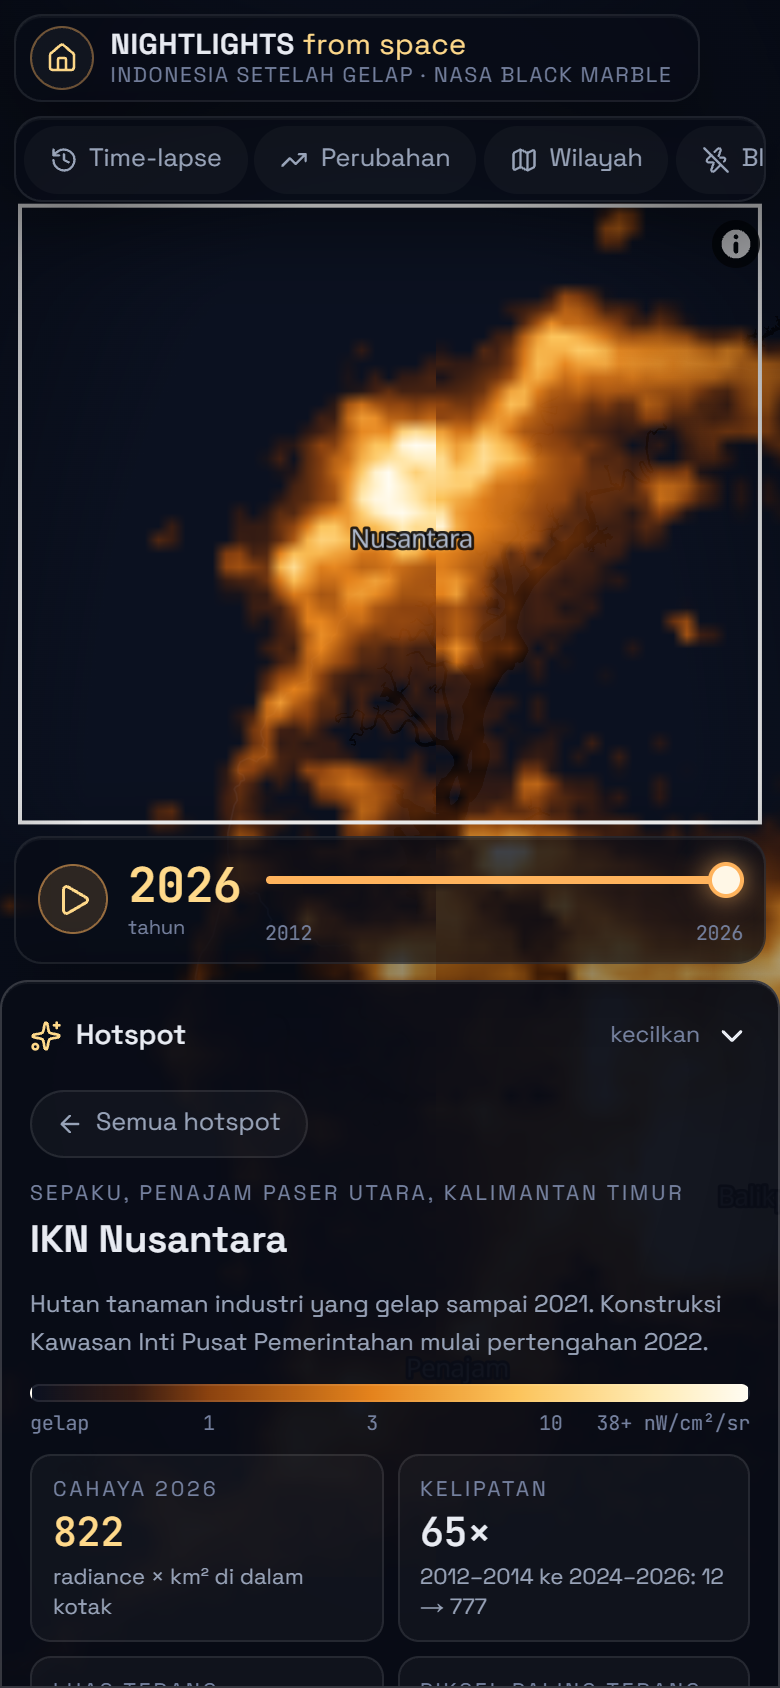 NIGHTLIGHTS from space
INDONESIA SETELAH GELAP · NASA BLACK MARBLE
Time-lapse
Perubahan
Wilayah
Bl
Nusantara
2026
tahun
2012
2026
Hotspot
kecilkan
Semua hotspot
SEPAKU, PENAJAM PASER UTARA, KALIMANTAN TIMUR
IKN Nusantara
Hutan tanaman industri yang gelap sampai 2021. Konstruksi
Kawasan Inti Pusat Pemerintahan mulai pertengahan 2022.
Penajam
gelap 1 3 10 38+ nW/cm²/sr
CAHAYA 2026
822
radiance × km² di dalam
kotak
KELIPATAN
65×
2012–2014 ke 2024–2026: 12
→ 777